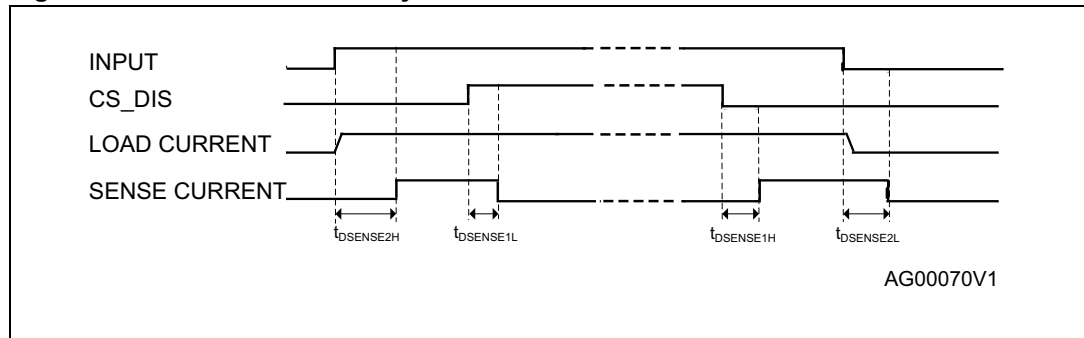 INPUT
CS_DIS
LOAD CURRENT
SENSE CURRENT
tDSENSE2H tDSENSE1L tDSENSE1H tDSENSE2L
AG00070V1